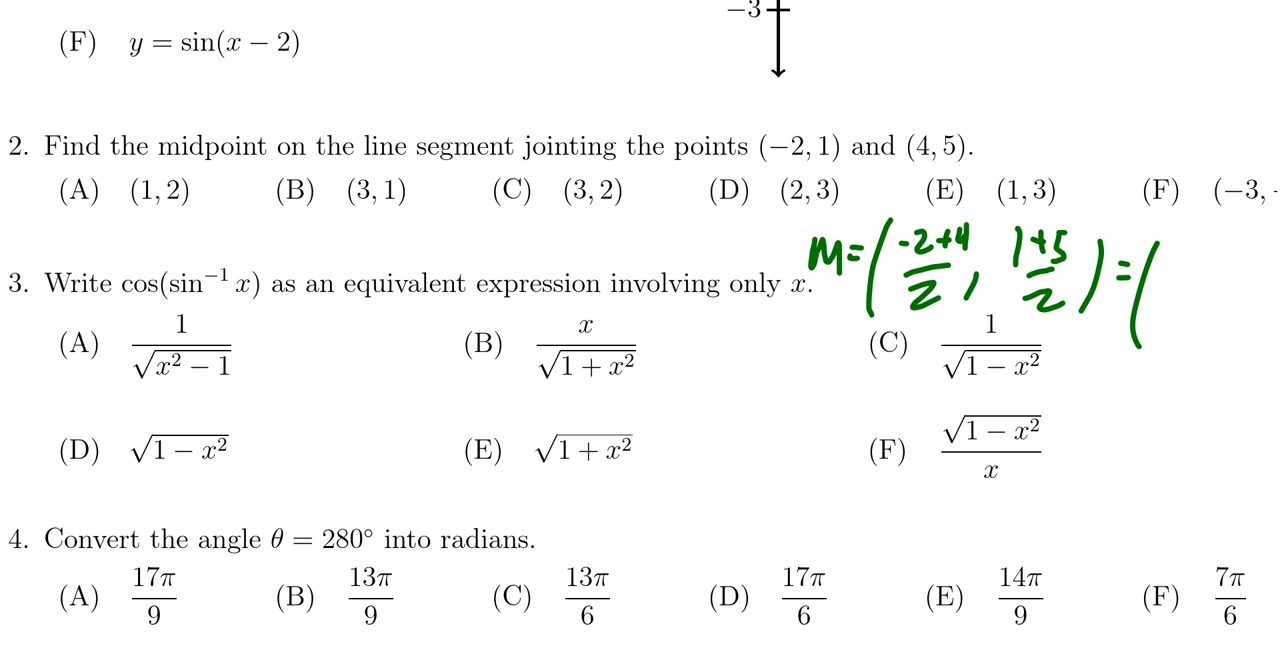 −3
(F) y = sin(x − 2)
2. Find the midpoint on the line segment jointing the points (−2, 1) and (4, 5).
(A) (1, 2) (B) (3, 1) (C) (3, 2) (D) (2, 3) (E) (1, 3) (F) (−3,
M = ( (-2+4)/2 , (1+5)/2 ) = (
3. Write cos(sin⁻¹ x) as an equivalent expression involving only x.
(A) 1/√(x² − 1) (B) x/√(1 + x²) (C) 1/√(1 − x²)
(D) √(1 − x²) (E) √(1 + x²) (F) √(1 − x²)/x
4. Convert the angle θ = 280° into radians.
(A) 17π/9 (B) 13π/9 (C) 13π/6 (D) 17π/6 (E) 14π/9 (F) 7π/6